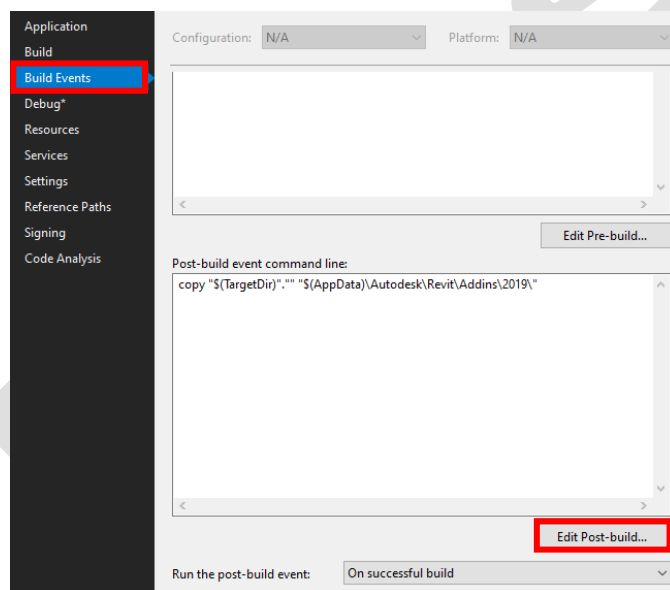 Application
Build
Build Events
Debug*
Resources
Services
Settings
Reference Paths
Signing
Code Analysis
Configuration: N/A Platform: N/A
Edit Pre-build...
Post-build event command line:
copy "$(TargetDir)"."" "$(AppData)\Autodesk\Revit\Addins\2019\"
Edit Post-build...
Run the post-build event: On successful build